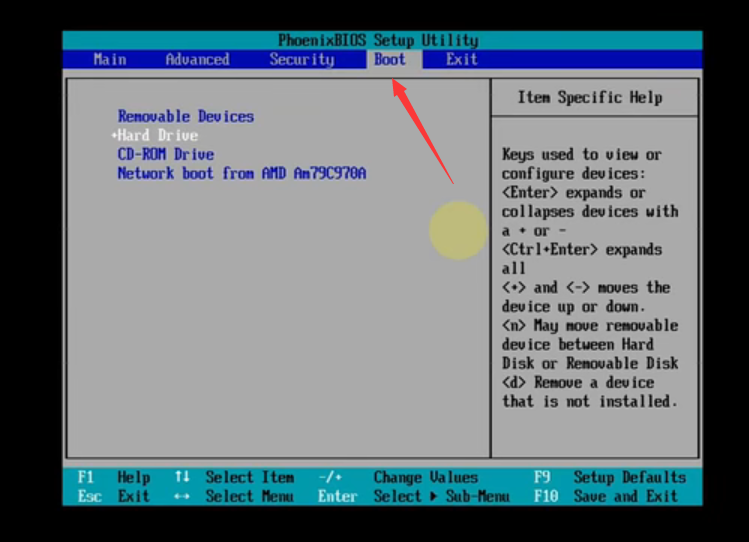 PhoenixBIOS Setup Utility
Main Advanced Security Boot Exit
Removable Devices
+Hard Drive
CD-ROM Drive
Network boot from AMD Am79C970A
Item Specific Help
Keys used to view or
configure devices:
<Enter> expands or
collapses devices with
a + or -
<Ctrl+Enter> expands
all
<+> and <-> moves the
device up or down.
<n> May move removable
device between Hard
Disk or Removable Disk
<d> Remove a device
that is not installed.
F1 Help ↑↓ Select Item -/+ Change Values F9 Setup Defaults
Esc Exit ↔ Select Menu Enter Select ▶ Sub-Menu F10 Save and Exit